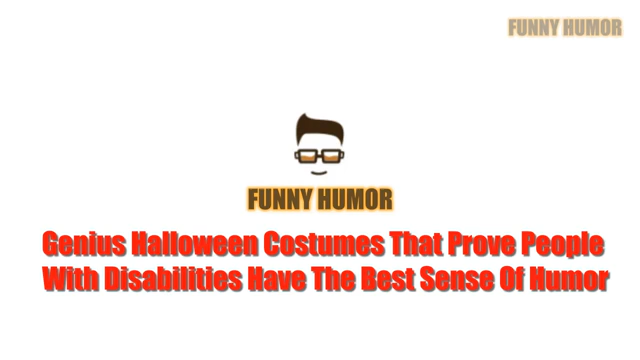 FUNNY HUMOR
FUNNY HUMOR
Genius Halloween Costumes That Prove People
With Disabilities Have The Best Sense Of Humor